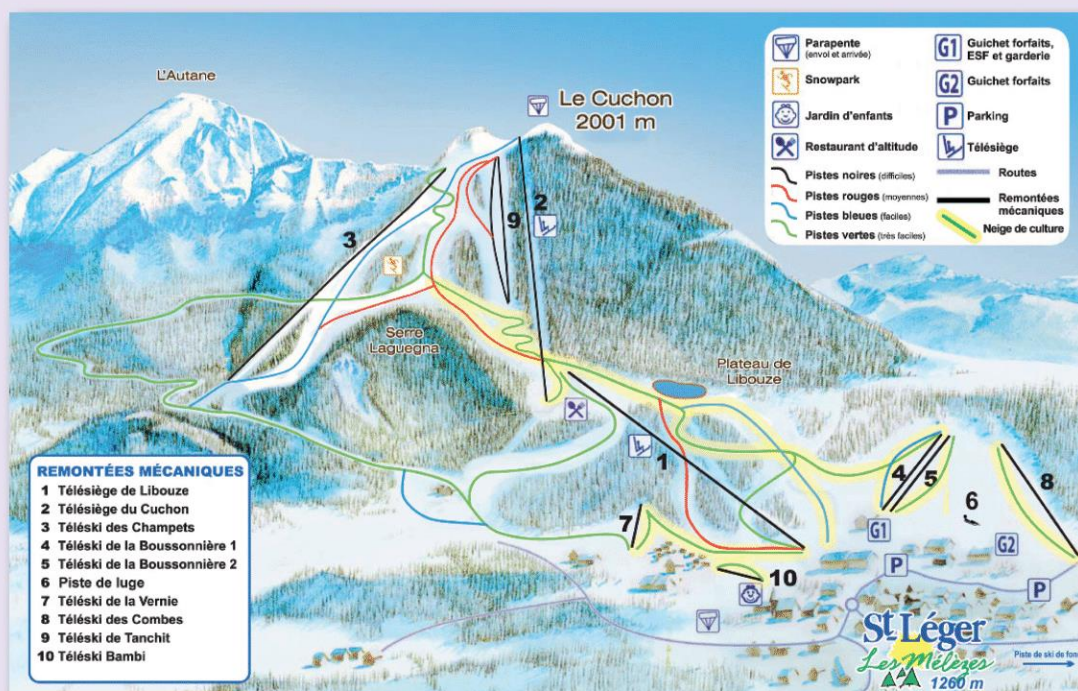 L'Autane
Le Cuchon
2001 m
3
9
2
Serre
Laguegna
Plateau de
Libouze
1
7
10
4
5
6
8
G1
G2
P
P
Parapente
(envol et arrivée)
Snowpark
Jardin d'enfants
Restaurant d'altitude
Pistes noires (difficiles)
Pistes rouges (moyennes)
Pistes bleues (faciles)
Pistes vertes (très faciles)
G1 Guichet forfaits,
ESF et garderie
G2 Guichet forfaits
P Parking
Télésiège
Routes
Remontées
mécaniques
Neige de culture
REMONTÉES MÉCANIQUES
1 Télésiège de Libouze
2 Télésiège du Cuchon
3 Téléski des Champets
4 Téléski de la Boussonnière 1
5 Téléski de la Boussonnière 2
6 Piste de luge
7 Téléski de la Vernie
8 Téléski des Combes
9 Téléski de Tanchit
10 Téléski Bambi
St Léger
Les Mélèzes
1260 m
Piste de ski de fond